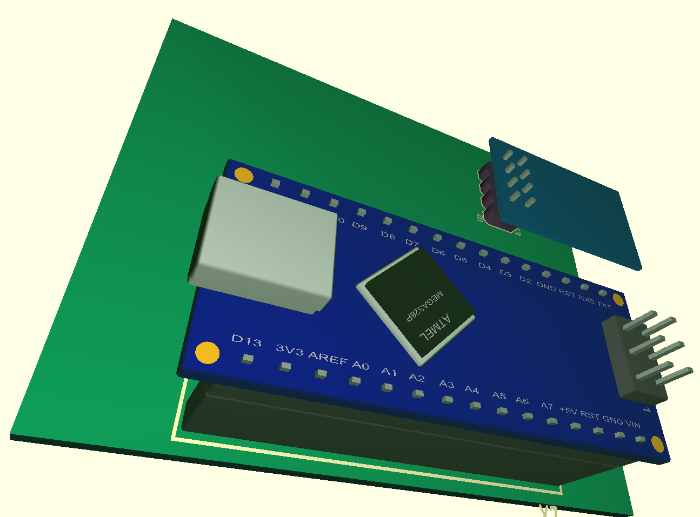 D9
D8
D7
D6
D5
D4
D3
D2
GND
RST
RX0
TX1
ATMEL
MEGA328P
D13
3V3
AREF
A0
A1
A2
A3
A4
A5
A6
A7
+5V
RST
GND
VIN